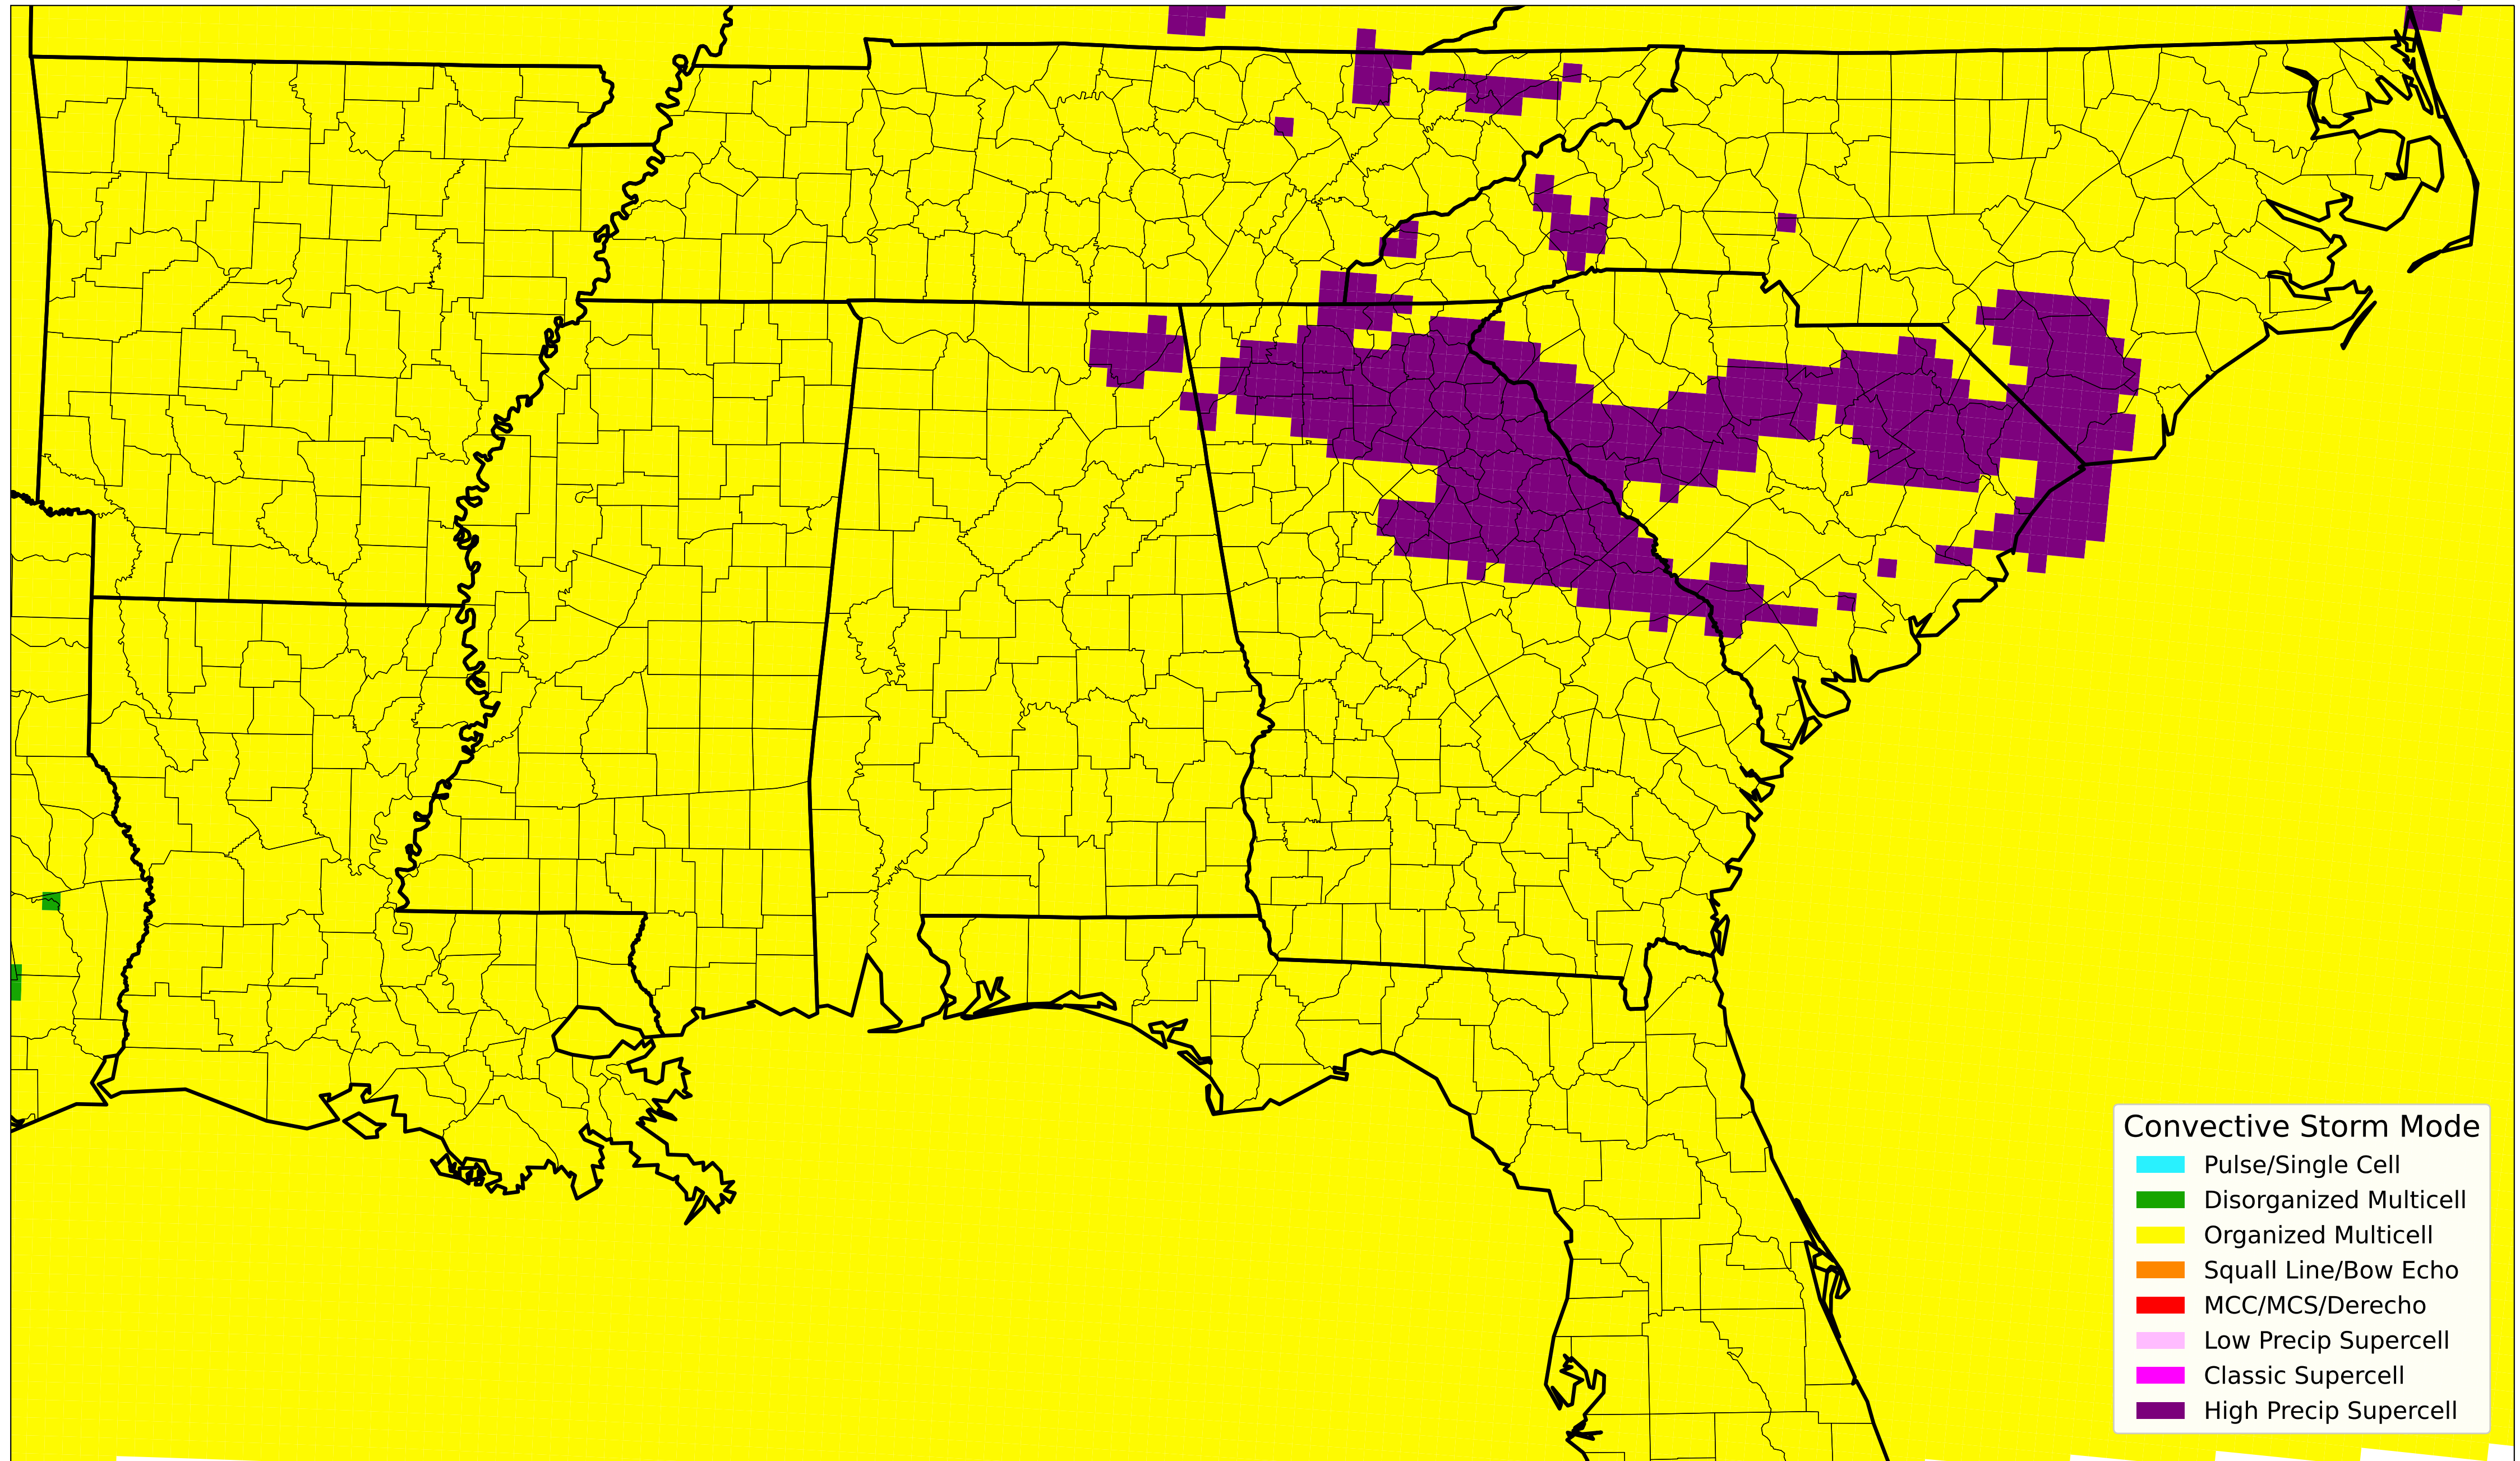 Convective Storm Mode
Pulse/Single Cell
Disorganized Multicell
Organized Multicell
Squall Line/Bow Echo
MCC/MCS/Derecho
Low Precip Supercell
Classic Supercell
High Precip Supercell